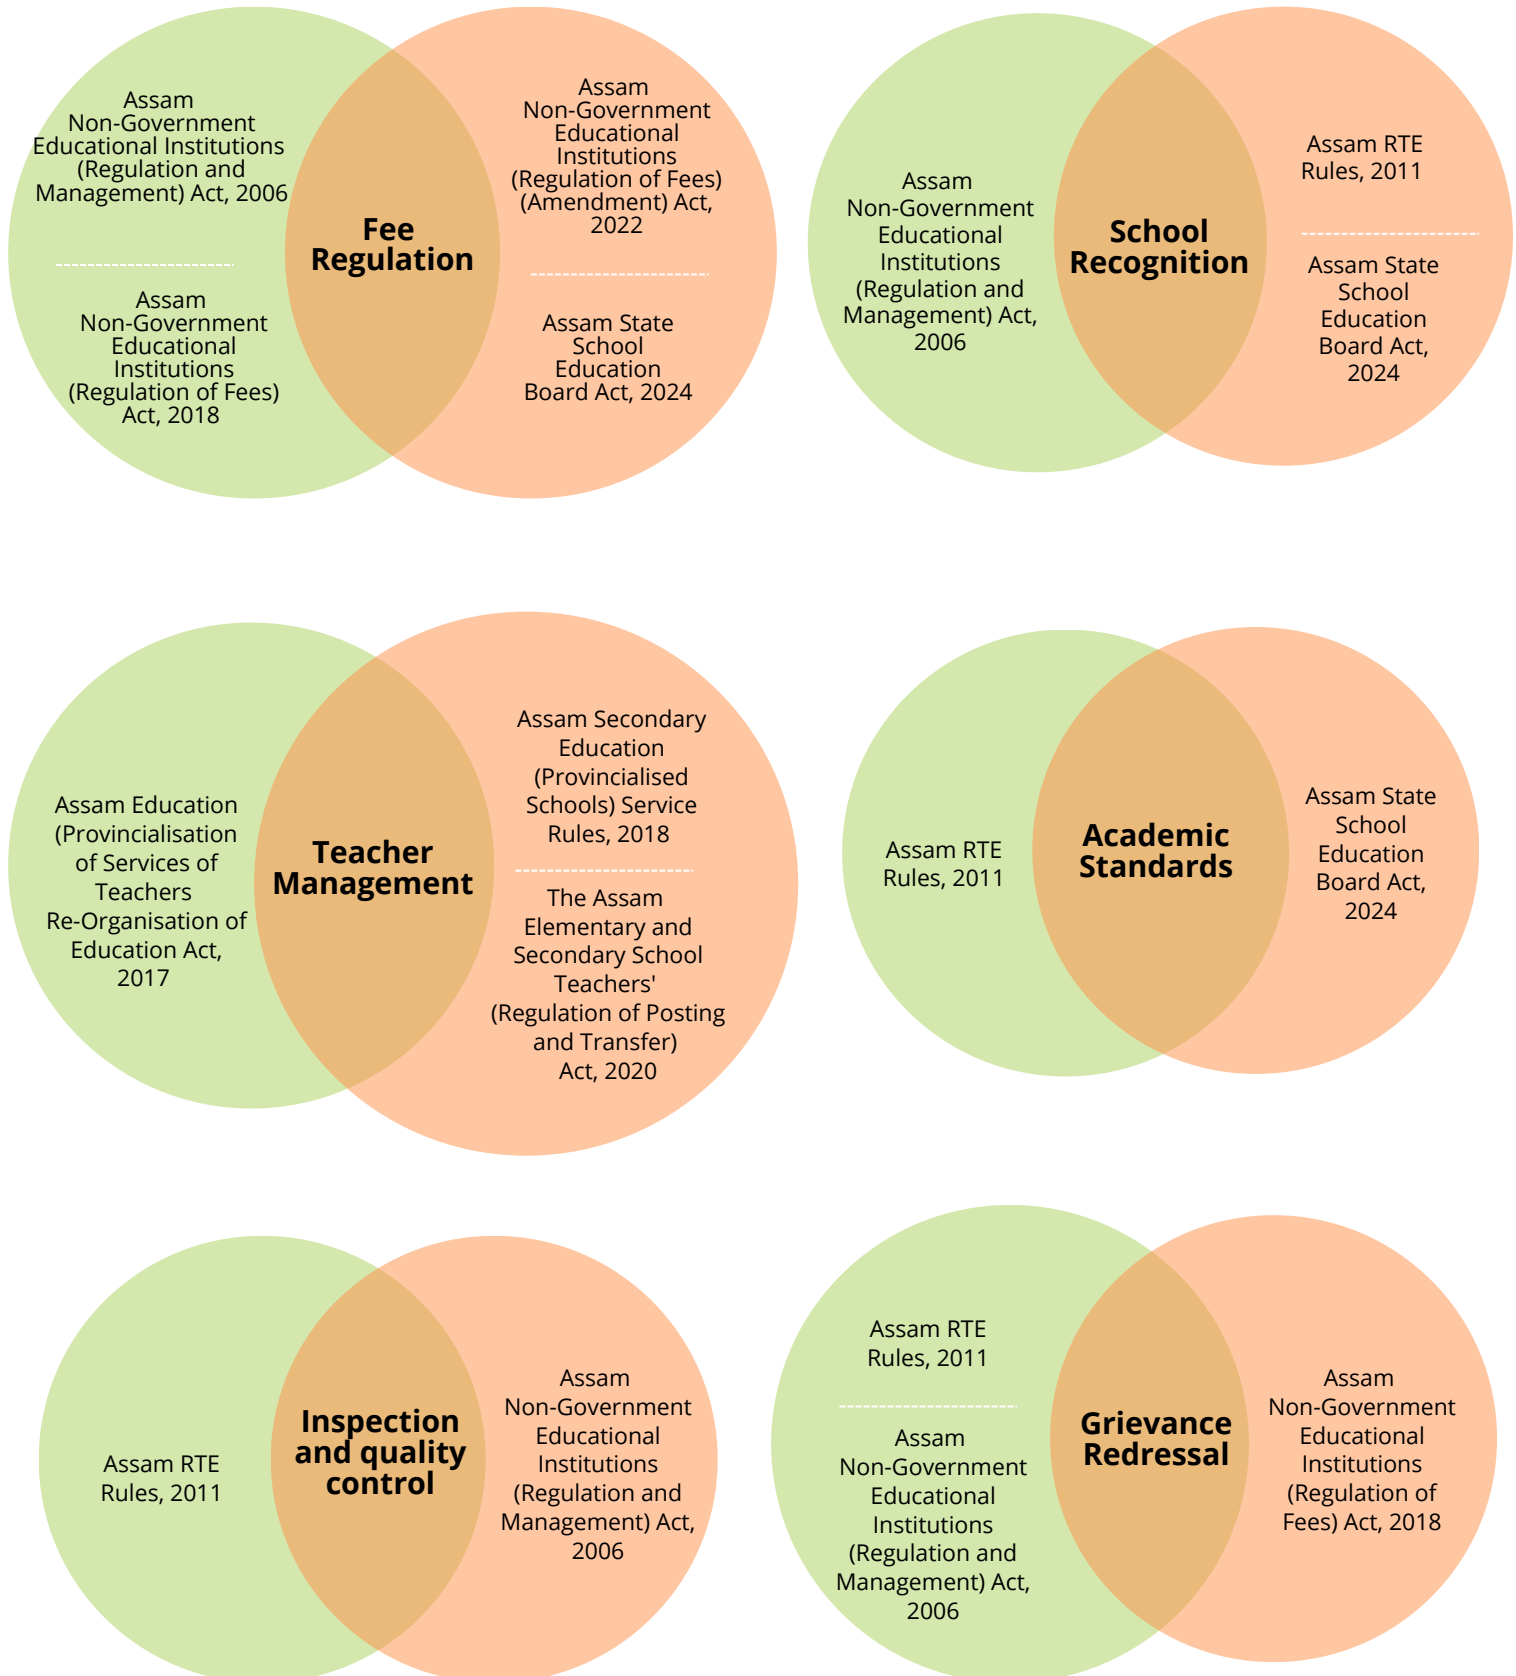 Assam
Non-Government
Educational Institutions
(Regulation and
Management) Act, 2006
Assam
Non-Government
Educational
Institutions
(Regulation of Fees)
Act, 2018
Fee
Regulation
Assam
Non-Government
Educational
Institutions
(Regulation of Fees)
(Amendment) Act,
2022
Assam State
School
Education
Board Act, 2024
Assam
Non-Government
Educational
Institutions
(Regulation and
Management) Act,
2006
School
Recognition
Assam RTE
Rules, 2011
Assam State
School
Education
Board Act,
2024
Assam Education
(Provincialisation
of Services of
Teachers
Re-Organisation of
Education Act,
2017
Teacher
Management
Assam Secondary
Education
(Provincialised
Schools) Service
Rules, 2018
The Assam
Elementary and
Secondary School
Teachers'
(Regulation of Posting
and Transfer)
Act, 2020
Assam RTE
Rules, 2011
Academic
Standards
Assam State
School
Education
Board Act,
2024
Assam RTE
Rules, 2011
Inspection
and quality
control
Assam
Non-Government
Educational
Institutions
(Regulation and
Management) Act,
2006
Assam RTE
Rules, 2011
Assam
Non-Government
Educational
Institutions
(Regulation and
Management) Act,
2006
Grievance
Redressal
Assam
Non-Government
Educational
Institutions
(Regulation of
Fees) Act, 2018